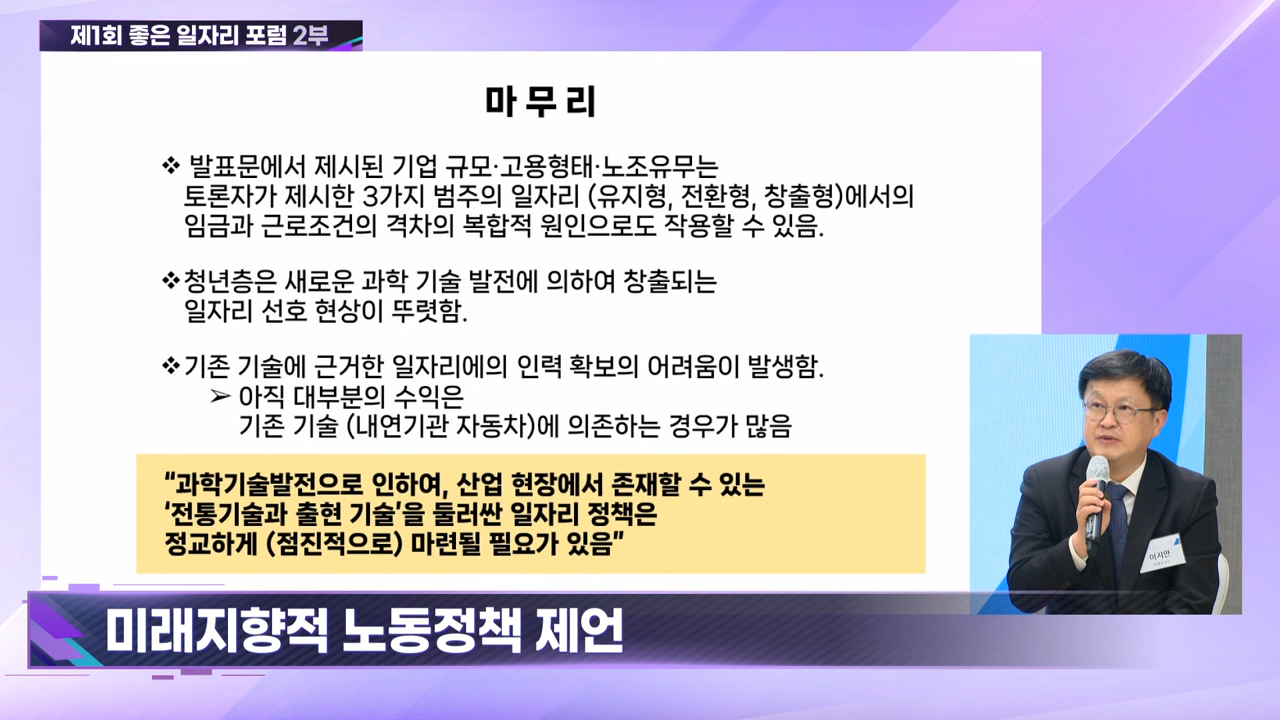 제1회 좋은 일자리 포럼 2부
마 무 리
❖ 발표문에서 제시된 기업 규모·고용형태·노조유무는
토론자가 제시한 3가지 범주의 일자리 (유지형, 전환형, 창출형)에서의
임금과 근로조건의 격차의 복합적 원인으로도 작용할 수 있음.
❖청년층은 새로운 과학 기술 발전에 의하여 창출되는
일자리 선호 현상이 뚜렷함.
❖기존 기술에 근거한 일자리에의 인력 확보의 어려움이 발생함.
➢ 아직 대부분의 수익은
기존 기술 (내연기관 자동차)에 의존하는 경우가 많음
“과학기술발전으로 인하여, 산업 현장에서 존재할 수 있는
‘전통기술과 출현 기술’을 둘러싼 일자리 정책은
정교하게 (점진적으로) 마련될 필요가 있음”
이지만
미래지향적 노동정책 제언